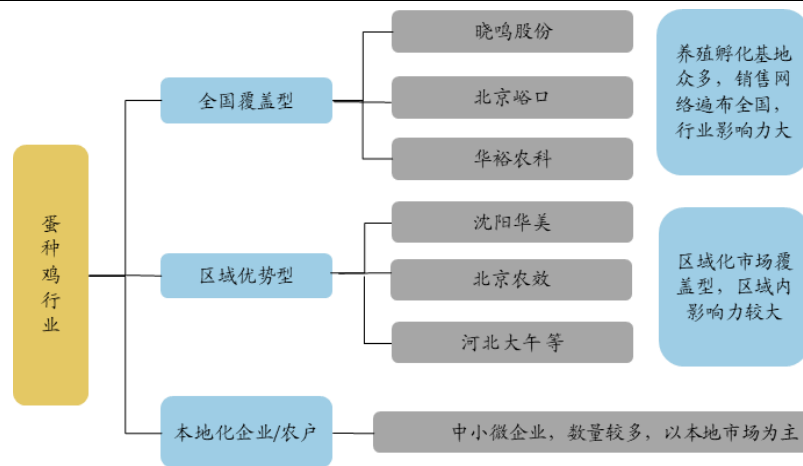 蛋种鸡行业
全国覆盖型
晓鸣股份
北京峪口
华裕农科
养殖孵化基地
众多，销售网
络遍布全国，
行业影响力大
区域优势型
沈阳华美
北京农效
河北大午 等
区域化市场覆
盖型，区域内
影响力较大
本地化企业/农户
中小微企业，数量较多，以本地市场为主